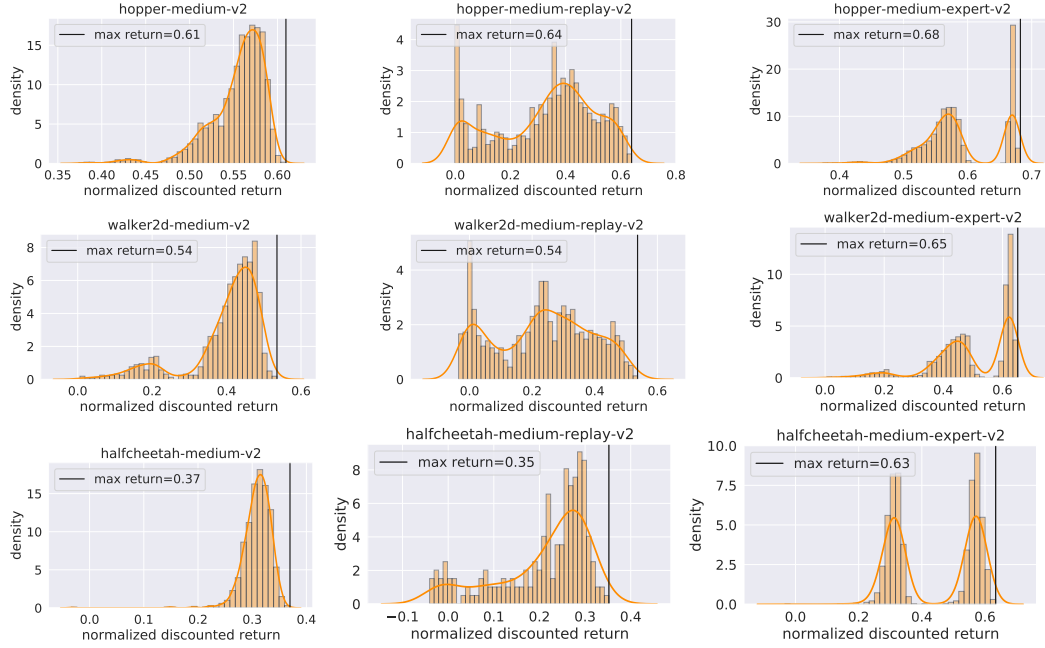 hopper-medium-v2
max return=0.61
density
15
10
5
0
0.35 0.40 0.45 0.50 0.55 0.60
normalized discounted return
hopper-medium-replay-v2
max return=0.64
density
4
3
2
1
0
0.0 0.2 0.4 0.6 0.8
normalized discounted return
hopper-medium-expert-v2
max return=0.68
density
30
20
10
0
0.4 0.5 0.6 0.7
normalized discounted return
walker2d-medium-v2
max return=0.54
density
8
6
4
2
0
0.0 0.2 0.4 0.6
normalized discounted return
walker2d-medium-replay-v2
max return=0.54
density
4
2
0
0.0 0.2 0.4 0.6
normalized discounted return
walker2d-medium-expert-v2
max return=0.65
density
10
5
0
0.0 0.2 0.4 0.6
normalized discounted return
halfcheetah-medium-v2
max return=0.37
density
15
10
5
0
0.0 0.1 0.2 0.3 0.4
normalized discounted return
halfcheetah-medium-replay-v2
max return=0.35
density
8
6
4
2
0
−0.1 0.0 0.1 0.2 0.3 0.4
normalized discounted return
halfcheetah-medium-expert-v2
max return=0.63
density
10.0
7.5
5.0
2.5
0.0
0.0 0.2 0.4 0.6
normalized discounted return